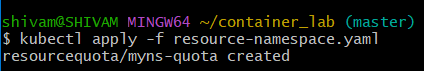 shivam@SHIVAM MINGW64 ~/container_lab (master)
$ kubectl apply -f resource-namespace.yaml
resourcequota/myns-quota created